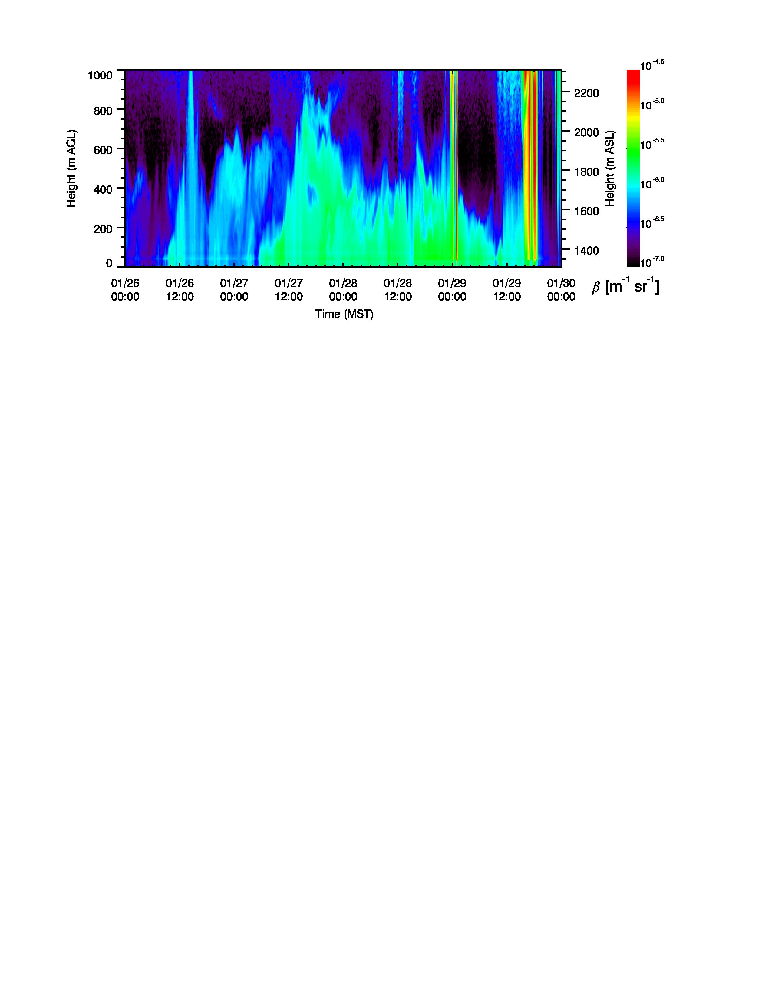 1000
800
600
400
200
0
Height (m AGL)
2200
2000
1800
1600
1400
Height (m ASL)
10 -4.5
10 -5.0
10 -5.5
10 -6.0
10 -6.5
10 -7.0
β [m-1 sr-1]
01/26 01/26 01/27 01/27 01/28 01/28 01/29 01/29 01/30
00:00 12:00 00:00 12:00 00:00 12:00 00:00 12:00 00:00
Time (MST)